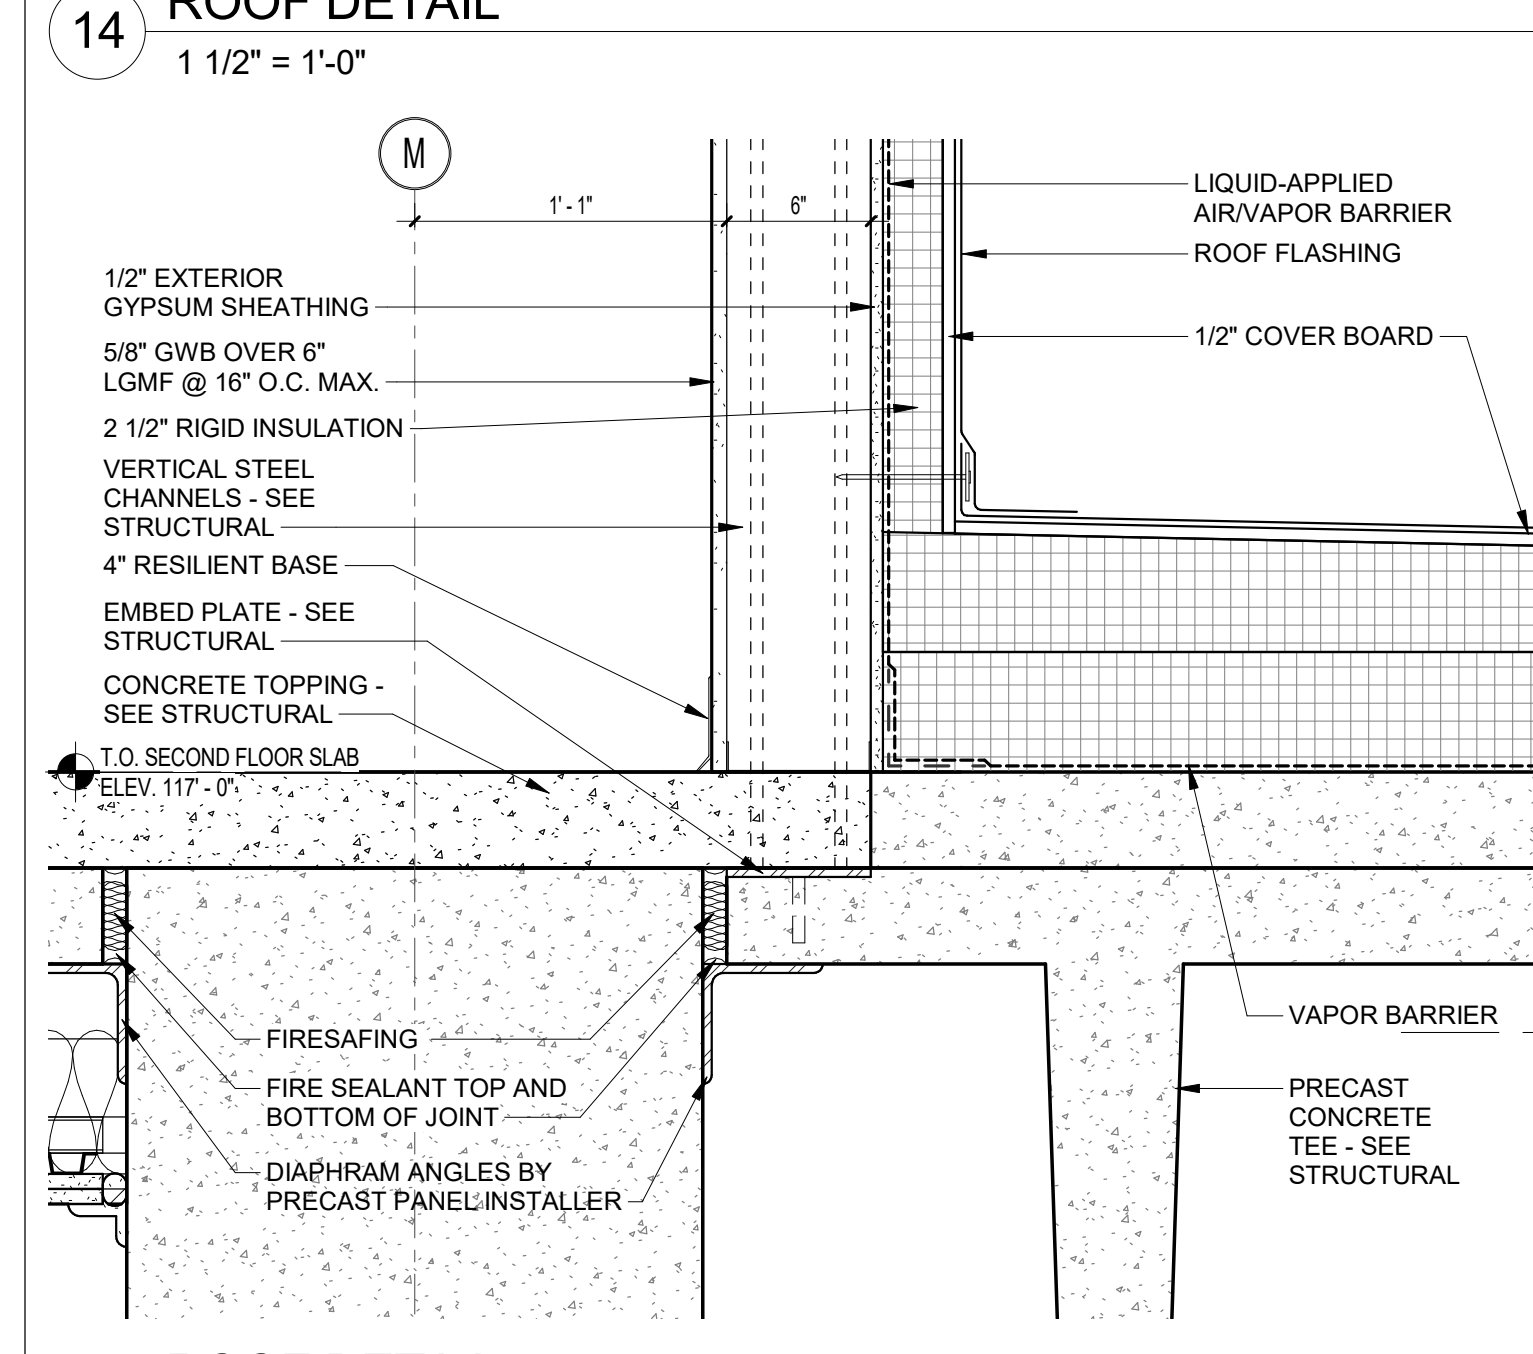 ROOF DETAIL
14
1 1/2" = 1'-0"
M
1' - 1"
6"
LIQUID-APPLIED
AIR/VAPOR BARRIER
ROOF FLASHING
1/2" COVER BOARD
1/2" EXTERIOR
GYPSUM SHEATHING
5/8" GWB OVER 6"
LGMF @ 16" O.C. MAX.
2 1/2" RIGID INSULATION
VERTICAL STEEL
CHANNELS - SEE
STRUCTURAL
4" RESILIENT BASE
EMBED PLATE - SEE
STRUCTURAL
CONCRETE TOPPING -
SEE STRUCTURAL
T.O. SECOND FLOOR SLAB
ELEV. 117' - 0"
FIRESAFING
FIRE SEALANT TOP AND
BOTTOM OF JOINT
DIAPHRAM ANGLES BY
PRECAST PANEL INSTALLER
VAPOR BARRIER
PRECAST
CONCRETE
TEE - SEE
STRUCTURAL